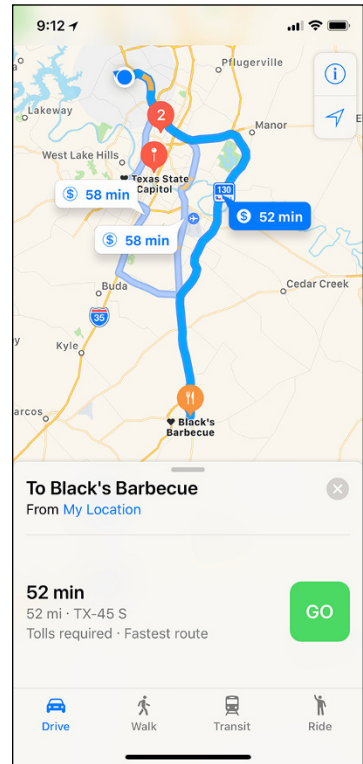 9:12
Pflugerville
Lakeway
2
Manor
West Lake Hills
Texas State
Capitol
130
$ 58 min
$ 52 min
$ 58 min
Buda
Cedar Creek
35
Kyle
arcos
Black's
Barbecue
To Black's Barbecue
From My Location
52 min
52 mi · TX-45 S
GO
Tolls required · Fastest route
Drive
Walk
Transit
Ride